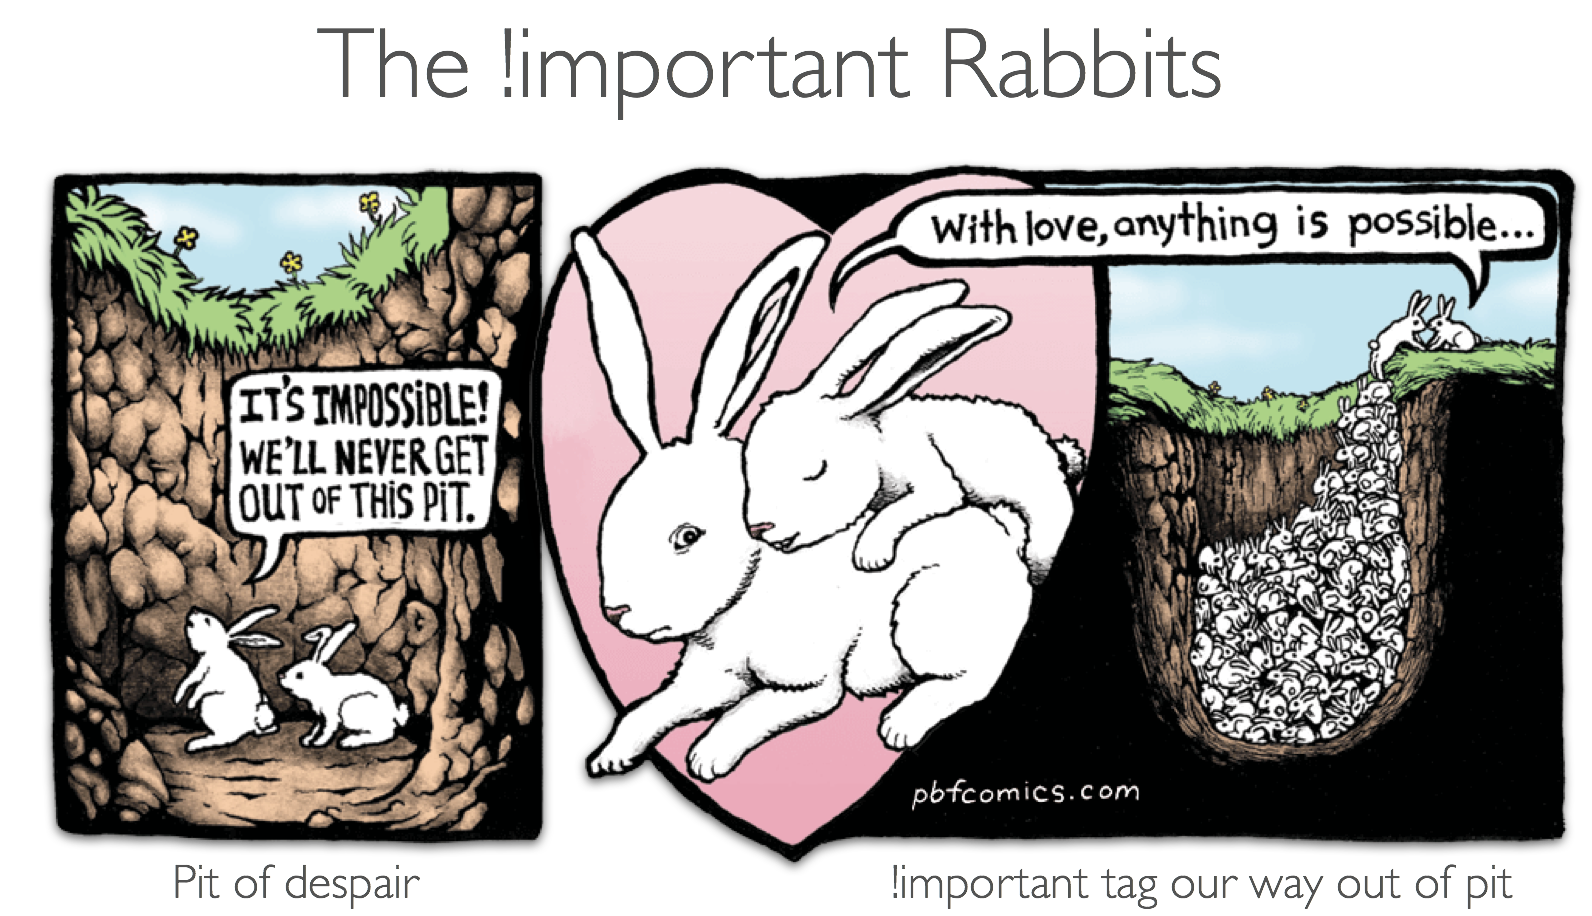 The !important Rabbits
IT'S IMPOSSiBLE!
WE'LL NEVER GET
OUT OF THiS PiT.
With love, anything is possible...
pbfcomics.com
Pit of despair
!important tag our way out of pit